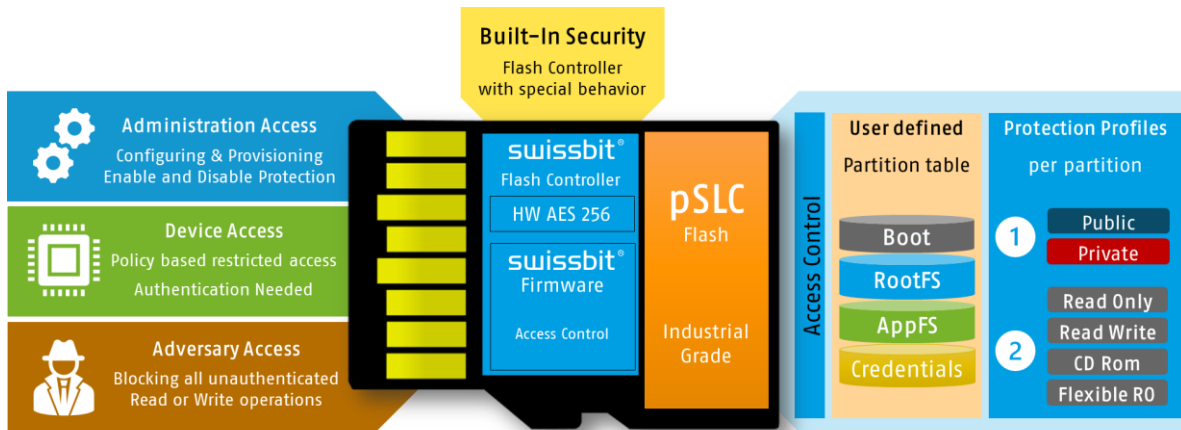 Built-In Security
Flash Controller
with special behavior
Administration Access
Configuring & Provisioning
Enable and Disable Protection
Device Access
Policy based restricted access
Authentication Needed
Adversary Access
Blocking all unauthenticated
Read or Write operations
swissbit®
Flash Controller
HW AES 256
swissbit®
Firmware
Access Control
pSLC
Flash
Industrial
Grade
Access Control
User defined
Partition table
Boot
RootFS
AppFS
Credentials
Protection Profiles
per partition
1
Public
Private
2
Read Only
Read Write
CD Rom
Flexible RO